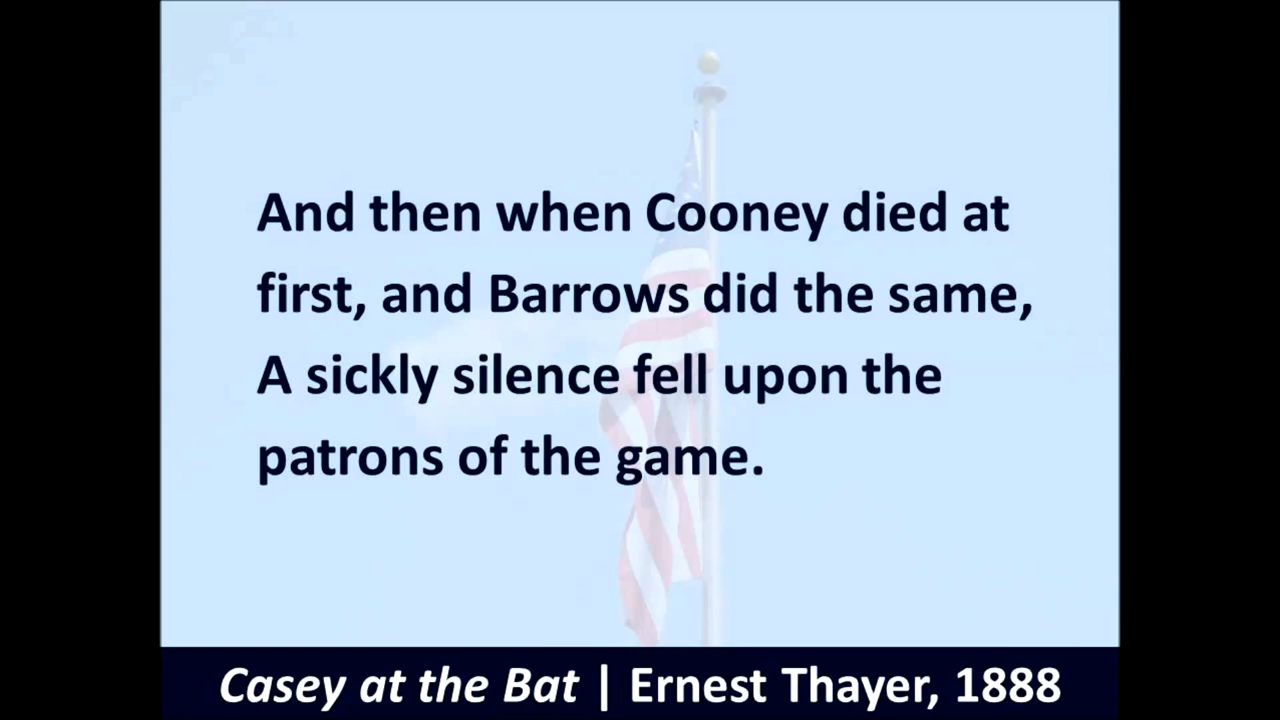 And then when Cooney died at
first, and Barrows did the same,
A sickly silence fell upon the
patrons of the game.
Casey at the Bat | Ernest Thayer, 1888